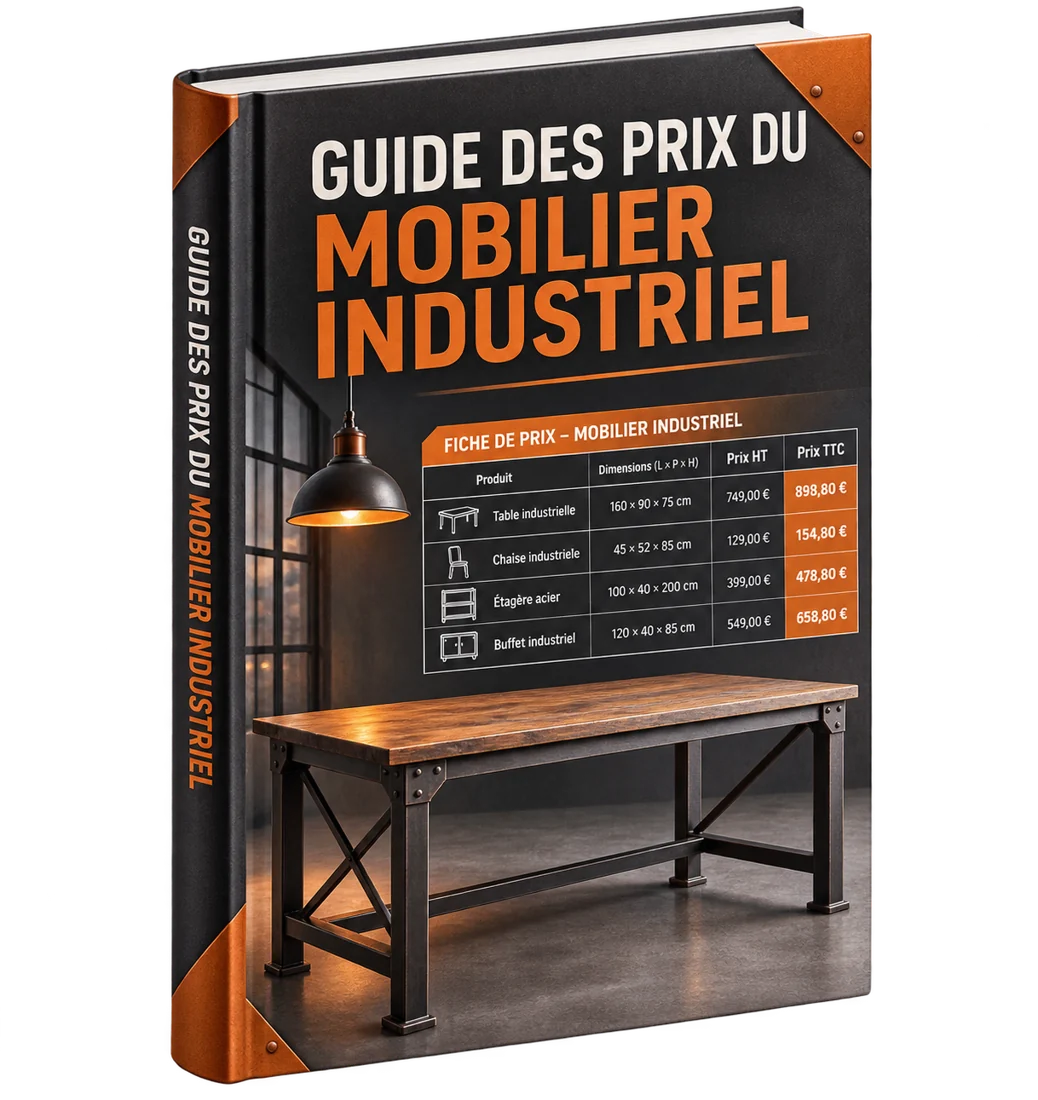 GUIDE DES PRIX DU
MOBILIER
INDUSTRIEL
FICHE DE PRIX – MOBILIER INDUSTRIEL
Produit Dimensions (L x P x H) Prix HT Prix TTC
Table industrielle 160 × 90 × 75 cm 749,00 € 898,80 €
Chaise industriele 45 × 52 × 85 cm 129,00 € 154,80 €
Étagère acier 100 × 40 × 200 cm 399,00 € 478,80 €
Buffet industriel 120 × 40 × 85 cm 549,00 € 658,80 €
GUIDE DES PRIX DU MOBILIER INDUSTRIEL